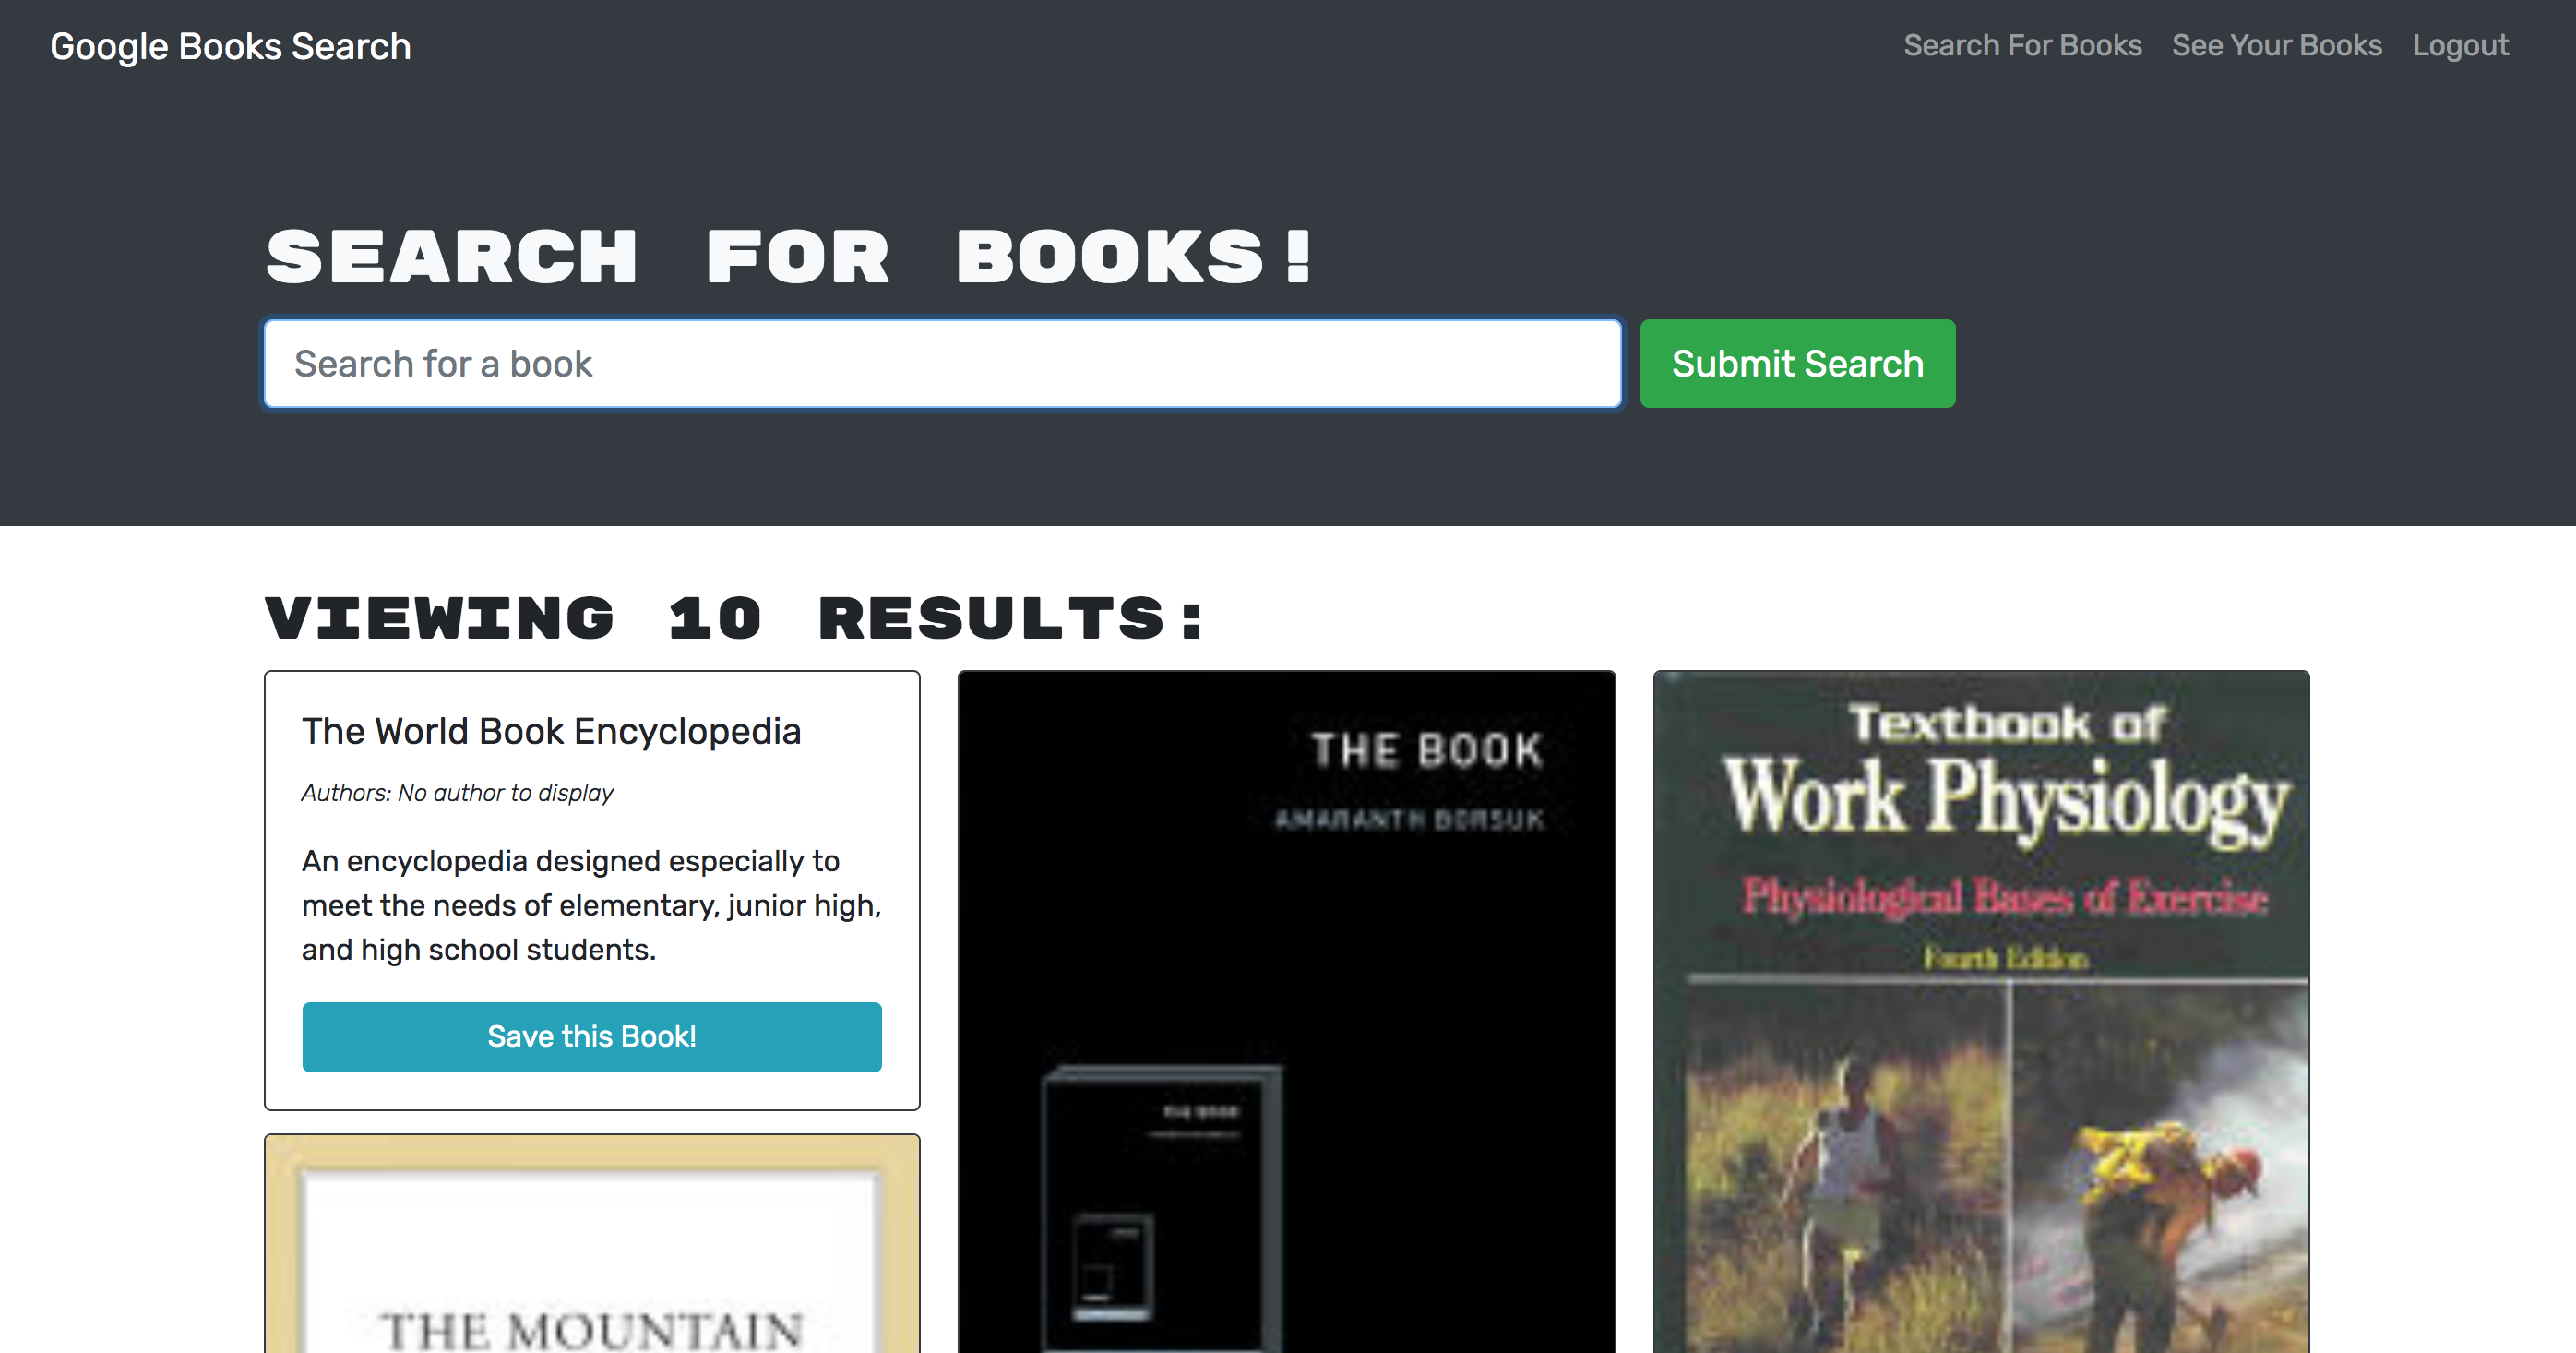 Google Books Search
Search For Books
See Your Books
Logout
SEARCH FOR BOOKS!
Search for a book
Submit Search
VIEWING 10 RESULTS:
The World Book Encyclopedia
Authors: No author to display
An encyclopedia designed especially to
meet the needs of elementary, junior high,
and high school students.
Save this Book!
THE MOUNTAIN
THE BOOK
AMARANTH BORSUK
THE BOOK
Textbook of
Work Physiology
Physiological Bases of Exercise
Fourth Edition